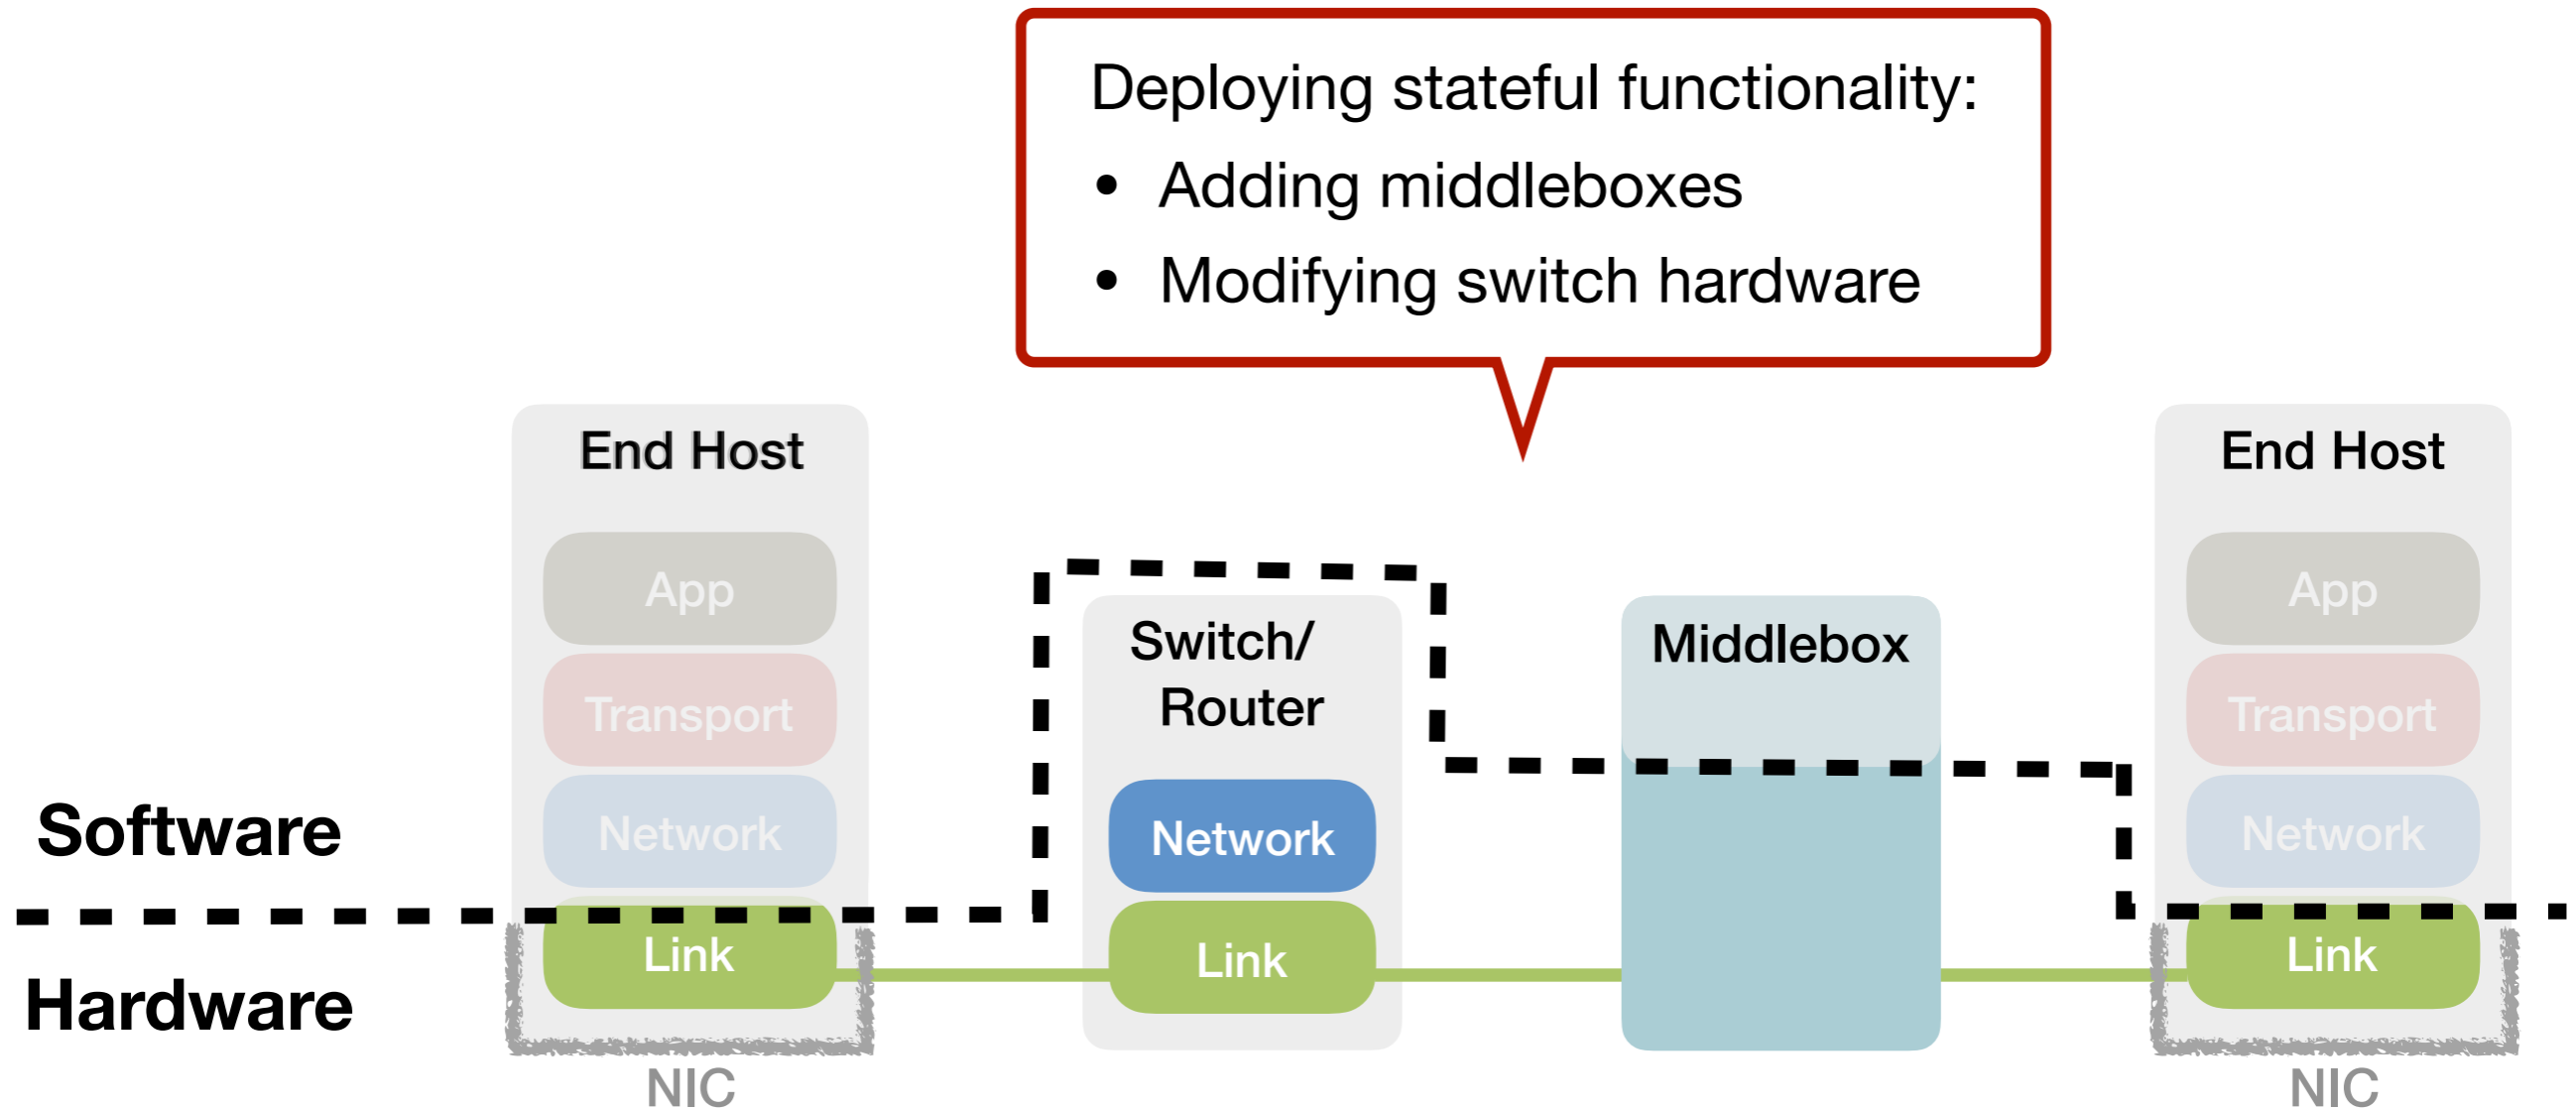 Deploying stateful functionality:
• Adding middleboxes
• Modifying switch hardware
End Host
App
Transport
Network
Link
NIC
Switch/
Router
Network
Link
Middlebox
End Host
App
Transport
Network
Link
NIC
Software
Hardware